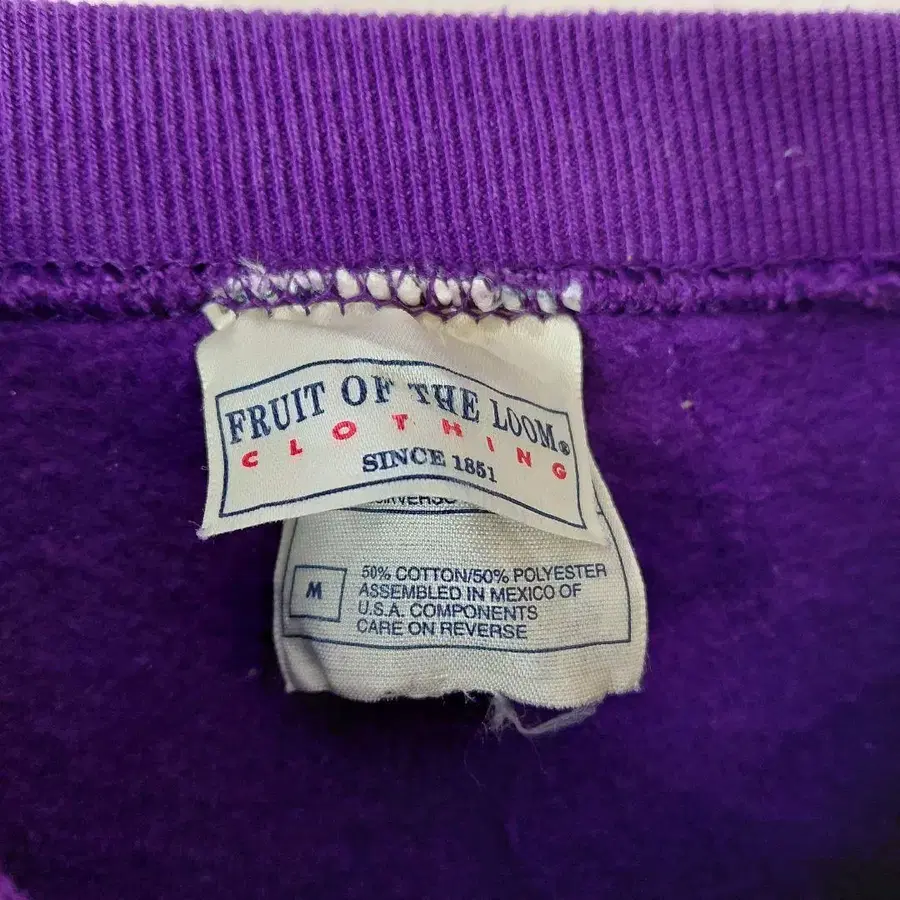 FRUIT OF THE LOOM®
CLOTHING
SINCE 1851
M
50% COTTON/50% POLYESTER
ASSEMBLED IN MEXICO OF
U.S.A. COMPONENTS
CARE ON REVERSE